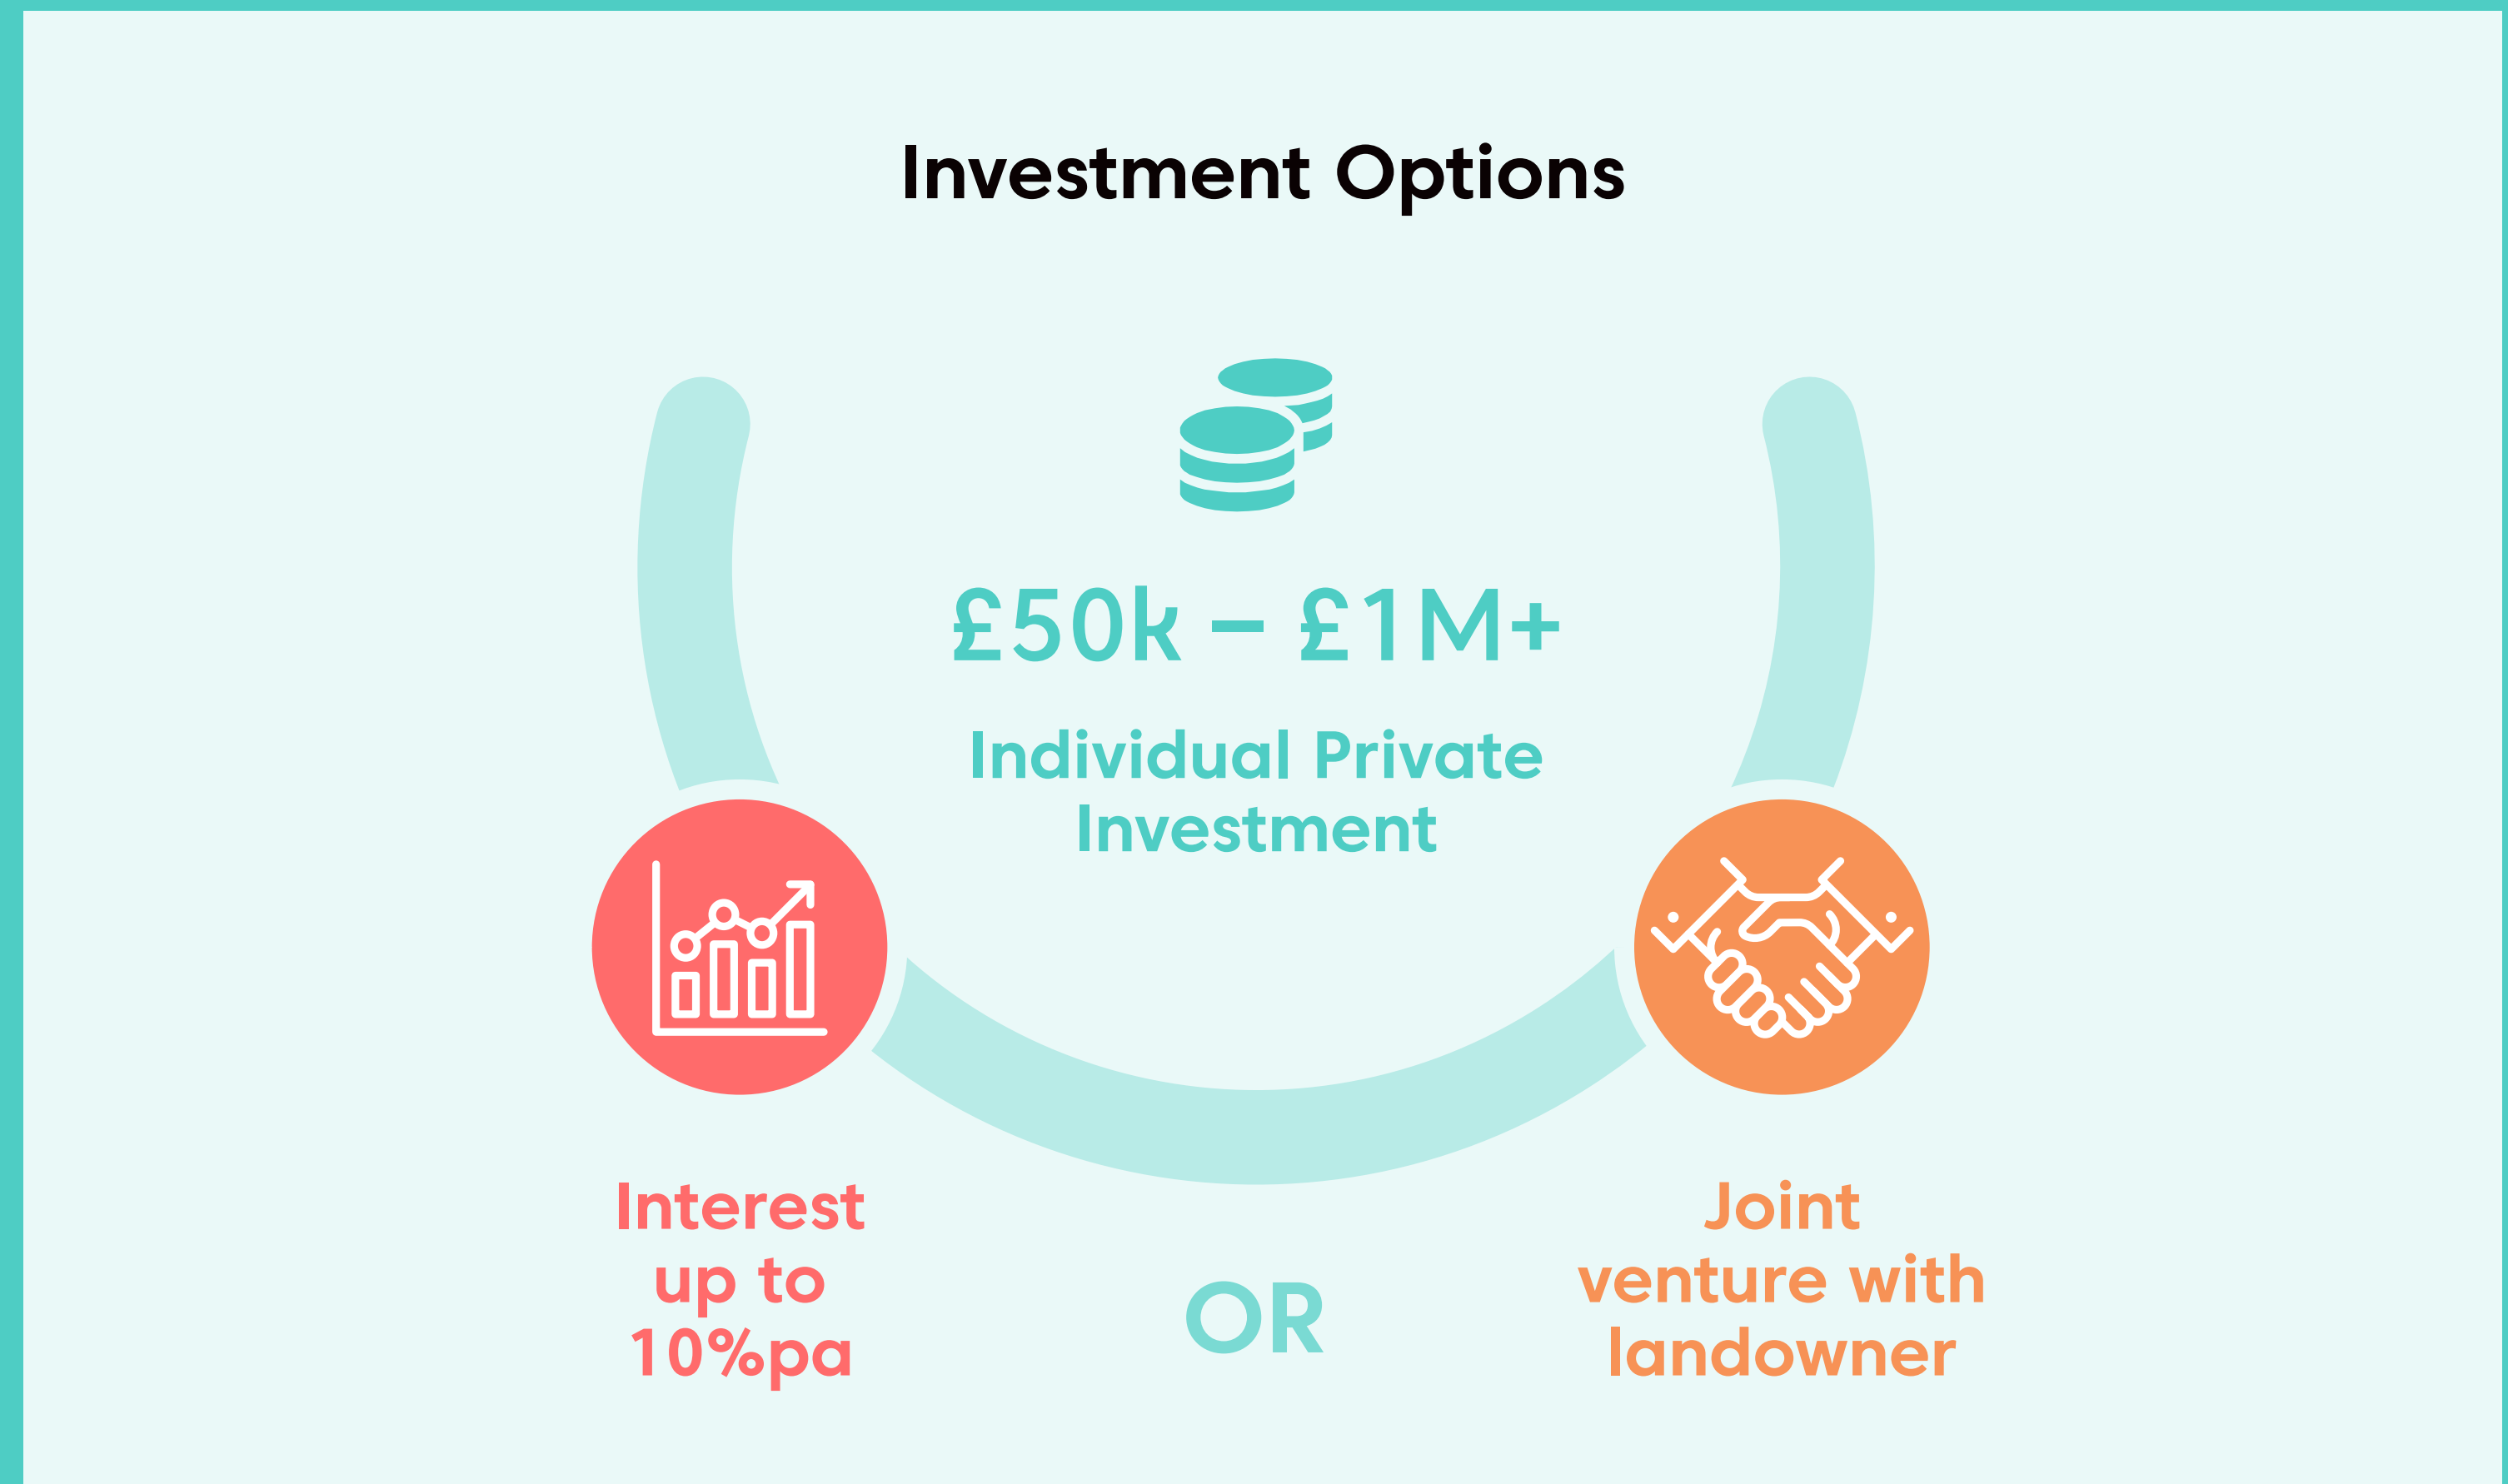 Investment Options
£50k – £1M+
Individual Private
Investment
Interest
up to
10%pa
OR
Joint
venture with
landowner